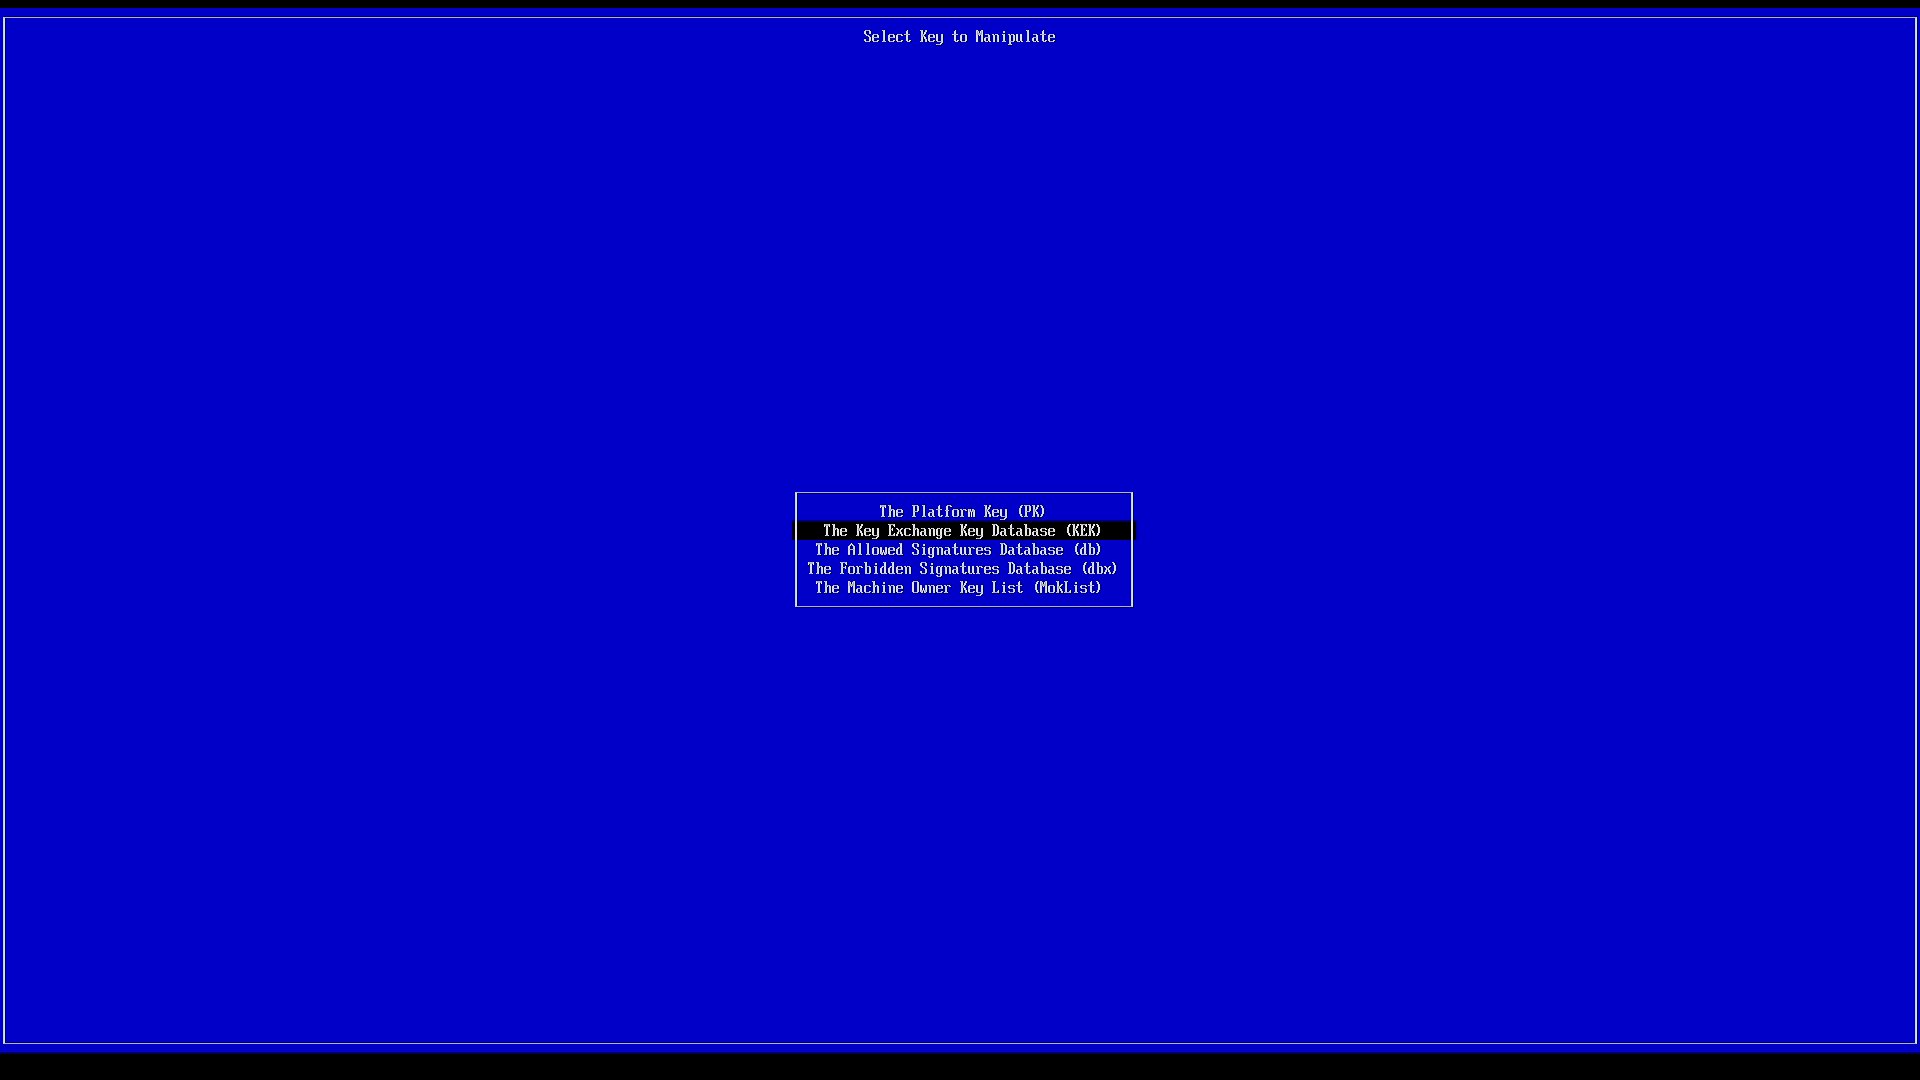 Select Key to Manipulate
The Platform Key (PK)
The Key Exchange Key Database (KEK)
The Allowed Signatures Database (db)
The Forbidden Signatures Database (dbx)
The Machine Owner Key List (MokList)